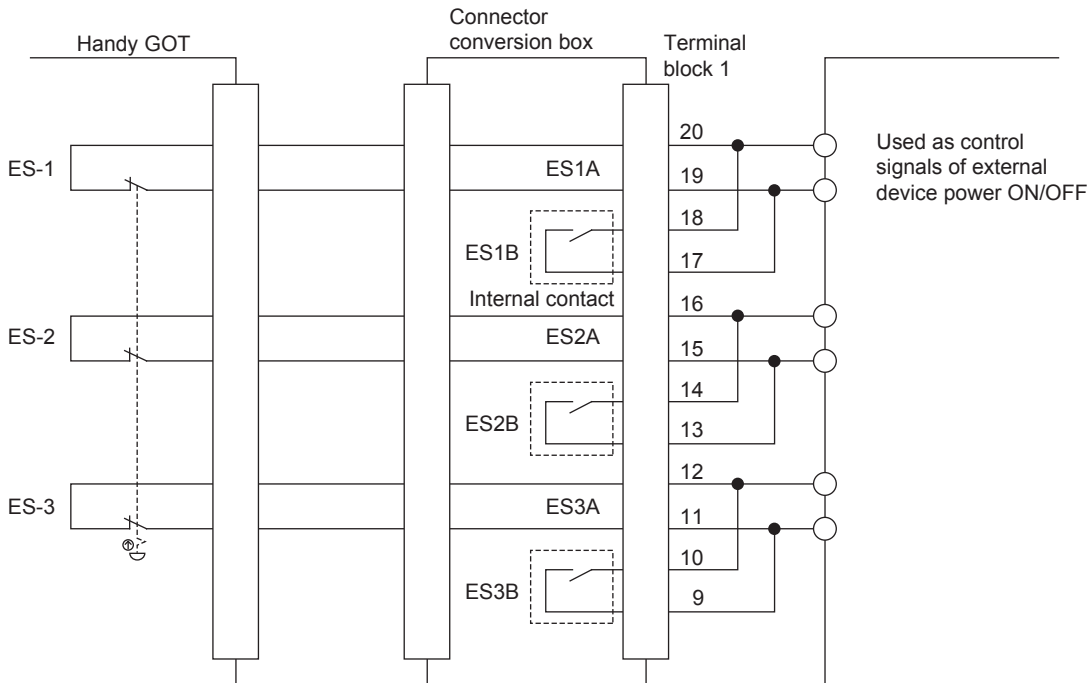 Handy GOT
Connector
conversion box
Terminal
block 1
ES-1
ES1A
20
19
18
17
ES1B
Internal contact
Used as control
signals of external
device power ON/OFF
ES-2
ES2A
16
15
14
13
ES2B
ES-3
ES3A
12
11
10
9
ES3B